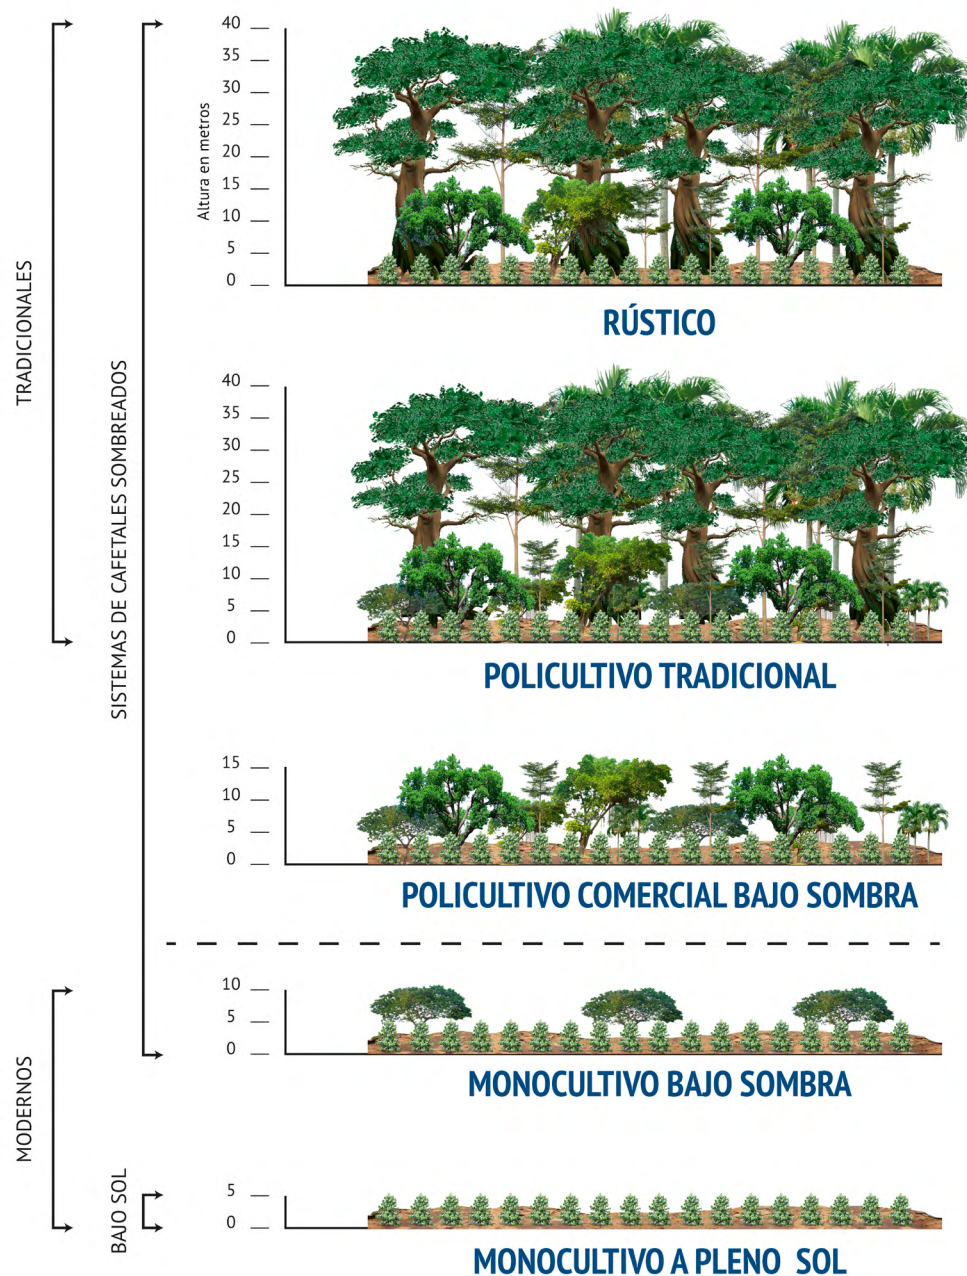 TRADICIONALES
SISTEMAS DE CAFETALES SOMBREADOS
Altura en metros
40
35
30
25
20
15
10
5
0
RÚSTICO
40
35
30
25
20
15
10
5
0
POLICULTIVO TRADICIONAL
15
10
5
0
POLICULTIVO COMERCIAL BAJO SOMBRA
MODERNOS
10
5
0
MONOCULTIVO BAJO SOMBRA
BAJO SOL
5
0
MONOCULTIVO A PLENO SOL